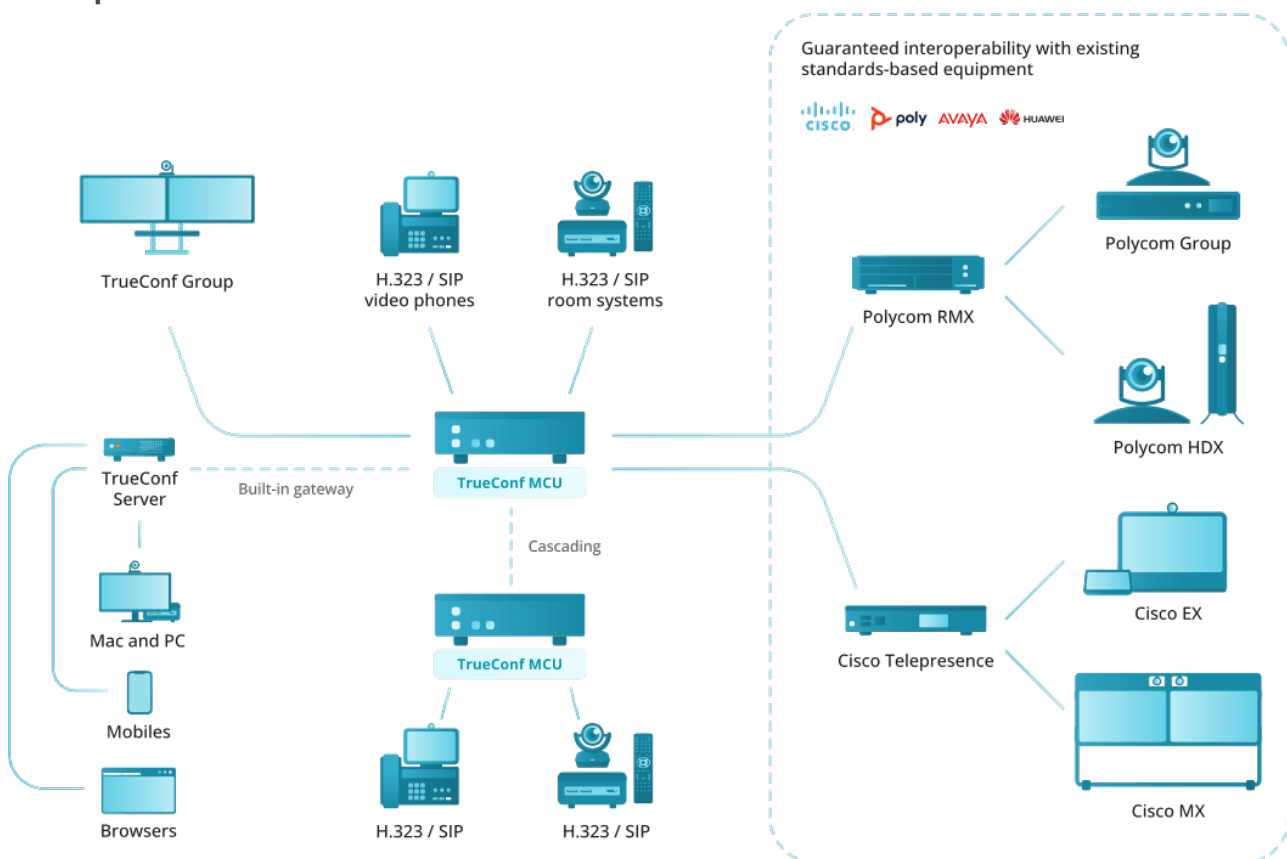 Guaranteed interoperability with existing
standards-based equipment
CISCO
poly
AVAYA
HUAWEI
TrueConf Group
H.323 / SIP
video phones
H.323 / SIP
room systems
Polycom Group
Polycom RMX
Polycom HDX
TrueConf
Server
Built-in gateway
TrueConf MCU
Cascading
Mac and PC
TrueConf MCU
Cisco EX
Cisco Telepresence
Mobiles
Browsers
H.323 / SIP
H.323 / SIP
Cisco MX